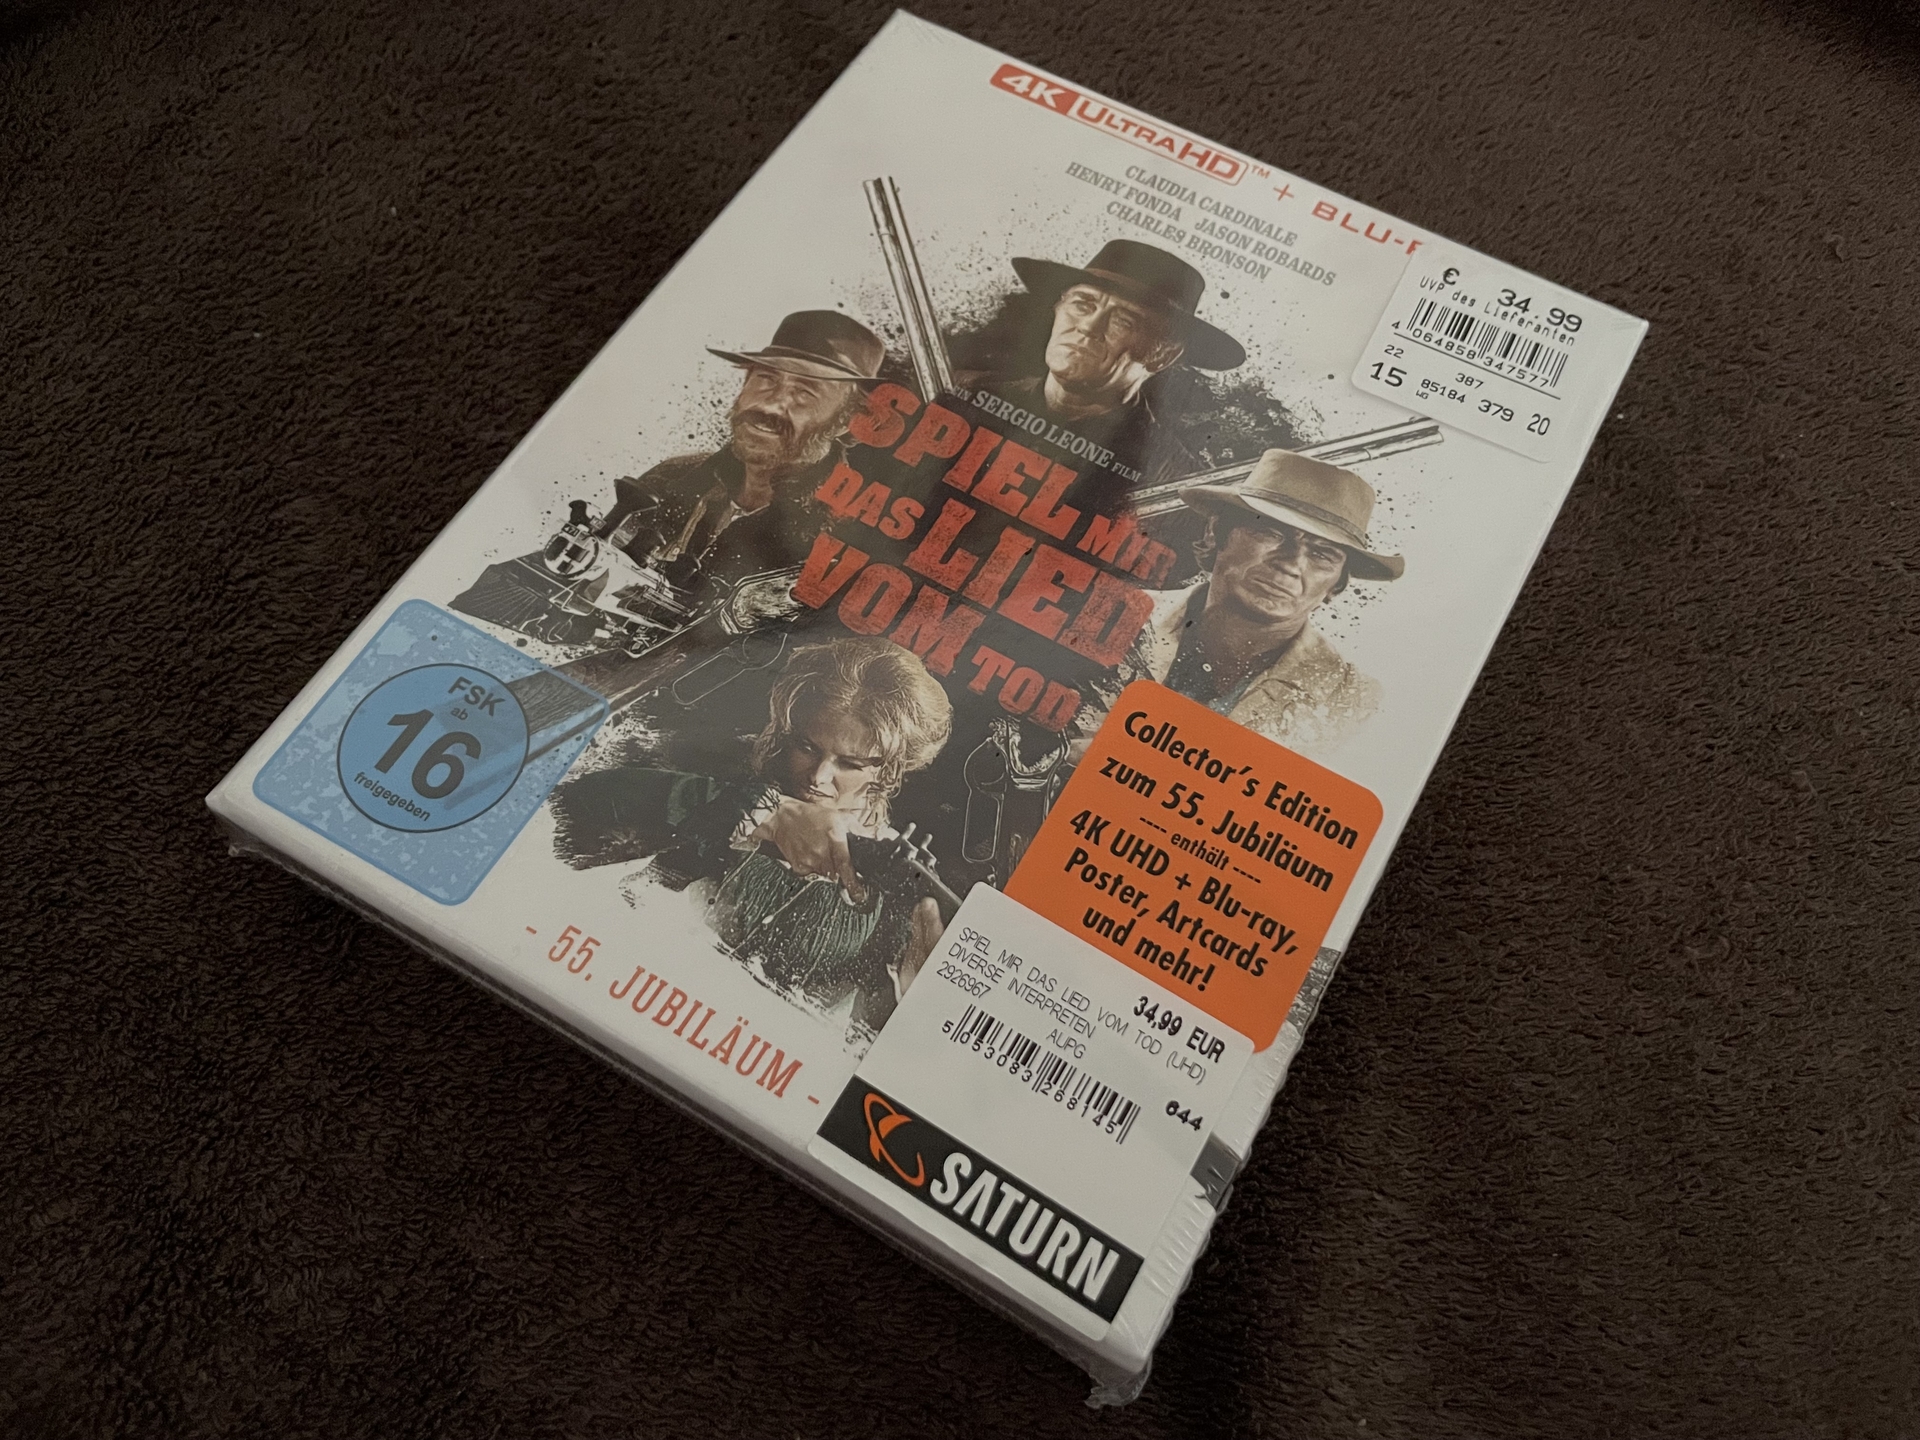 4K ULTRAHD™ + BLU-R
CLAUDIA CARDINALE
HENRY FONDA JASON ROBARDS
CHARLES BRONSON
€ 34.99
UVP des Lieferanten
4 064858 347577
22 387
15 85184 379 20
WG
EIN SERGIO LEONE FILM
SPIEL MIR
DAS LIED
VOM TOD
H
FSK
ab
16
freigegeben
Collector's Edition
zum 55. Jubiläum
---- enthält ----
4K UHD + Blu-ray,
Poster, Artcards
und mehr!
- 55. JUBILÄUM -
34,99 EUR
SPIEL MIR DAS LIED VOM TOD (UHD)
DIVERSE INTERPRETEN
2926967 AUPG
5 053083 268145
644
SATURN